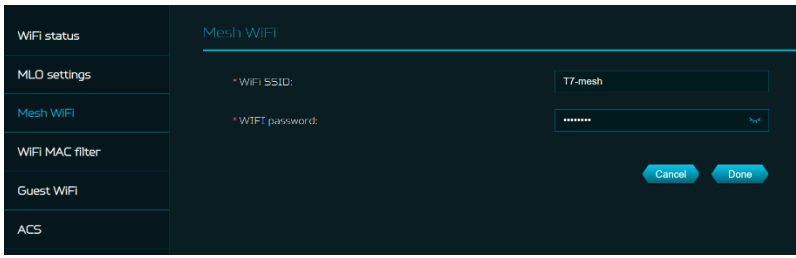 WiFi status
MLO settings
Mesh WiFi
WiFi MAC filter
Guest WiFi
ACS
Mesh WiFi
* WiFi SSID:
T7-mesh
* WIFI password:
••••••••
Cancel
Done